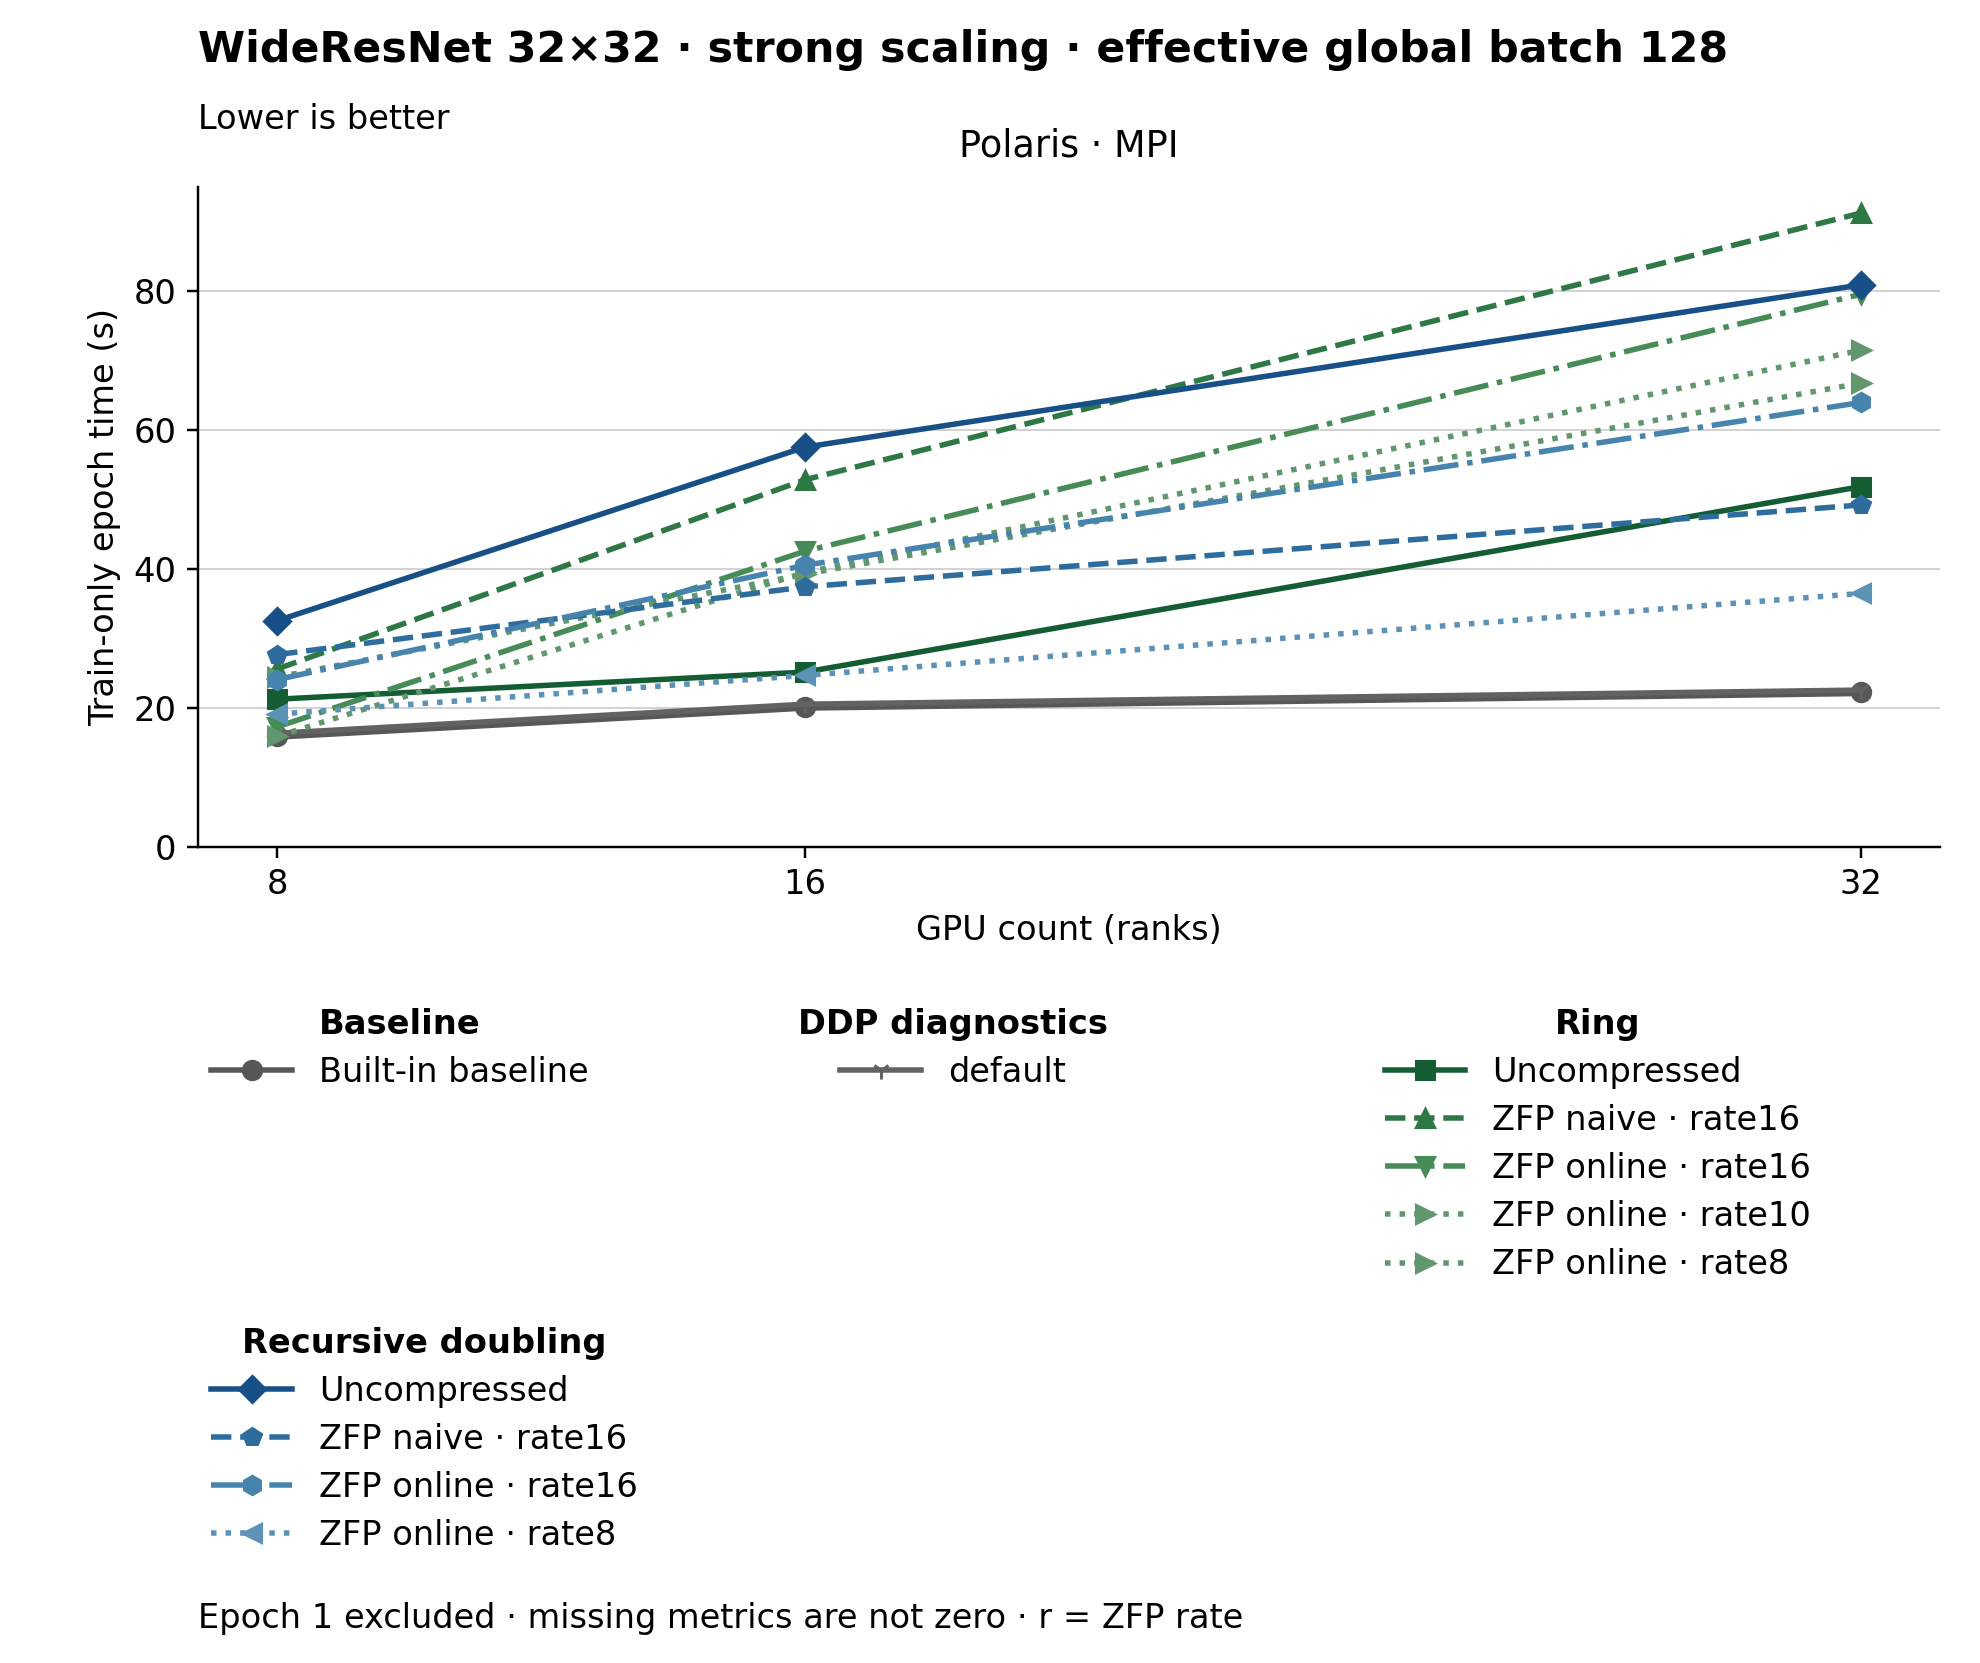 WideResNet 32×32 · strong scaling · effective global batch 128
Lower is better
Polaris · MPI
Train-only epoch time (s)
80
60
40
20
0
8
16
32
GPU count (ranks)
Baseline
Built-in baseline
DDP diagnostics
default
Ring
Uncompressed
ZFP naive · rate16
ZFP online · rate16
ZFP online · rate10
ZFP online · rate8
Recursive doubling
Uncompressed
ZFP naive · rate16
ZFP online · rate16
ZFP online · rate8
Epoch 1 excluded · missing metrics are not zero · r = ZFP rate